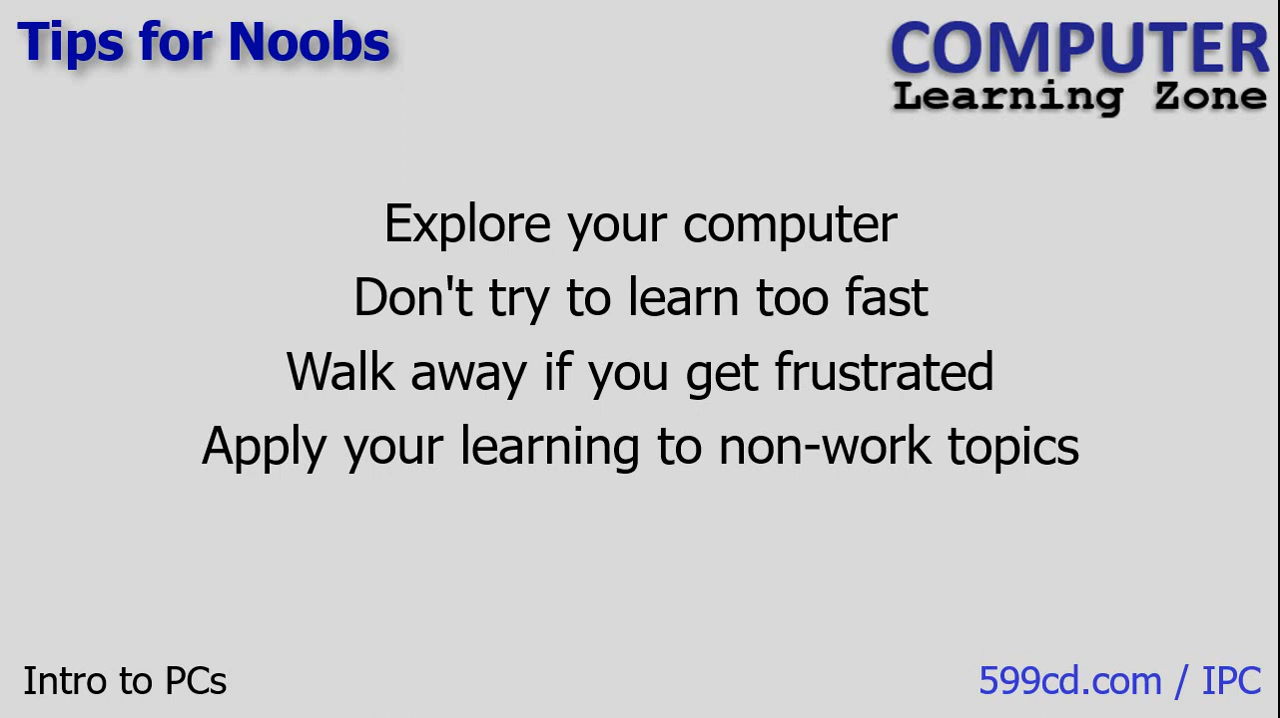 Tips for Noobs
COMPUTER
Learning Zone
Explore your computer
Don't try to learn too fast
Walk away if you get frustrated
Apply your learning to non-work topics
Intro to PCs
599cd.com / IPC